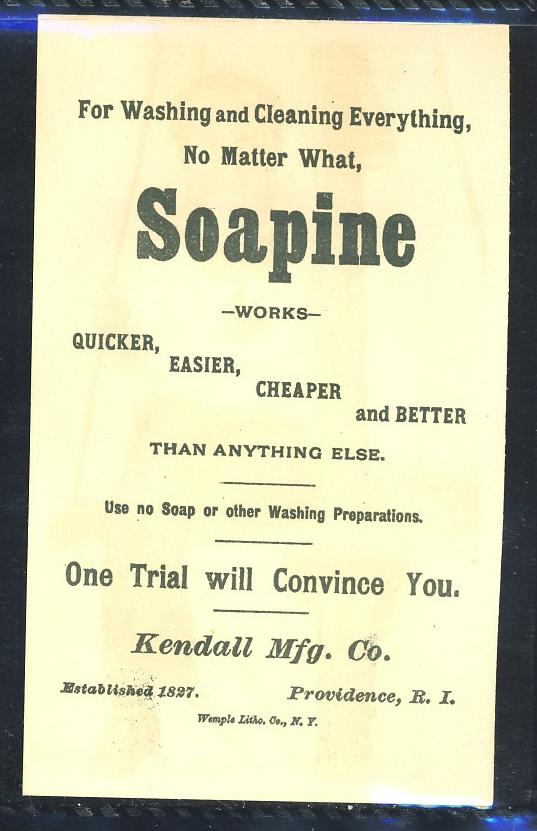 For Washing and Cleaning Everything,
No Matter What,
Soapine
—WORKS—
QUICKER,
EASIER,
CHEAPER
and BETTER
THAN ANYTHING ELSE.
Use no Soap or other Washing Preparations.
One Trial will Convince You.
Kendall Mfg. Co.
Established 1827. Providence, R. I.
Wemple Litho. Co., N. Y.